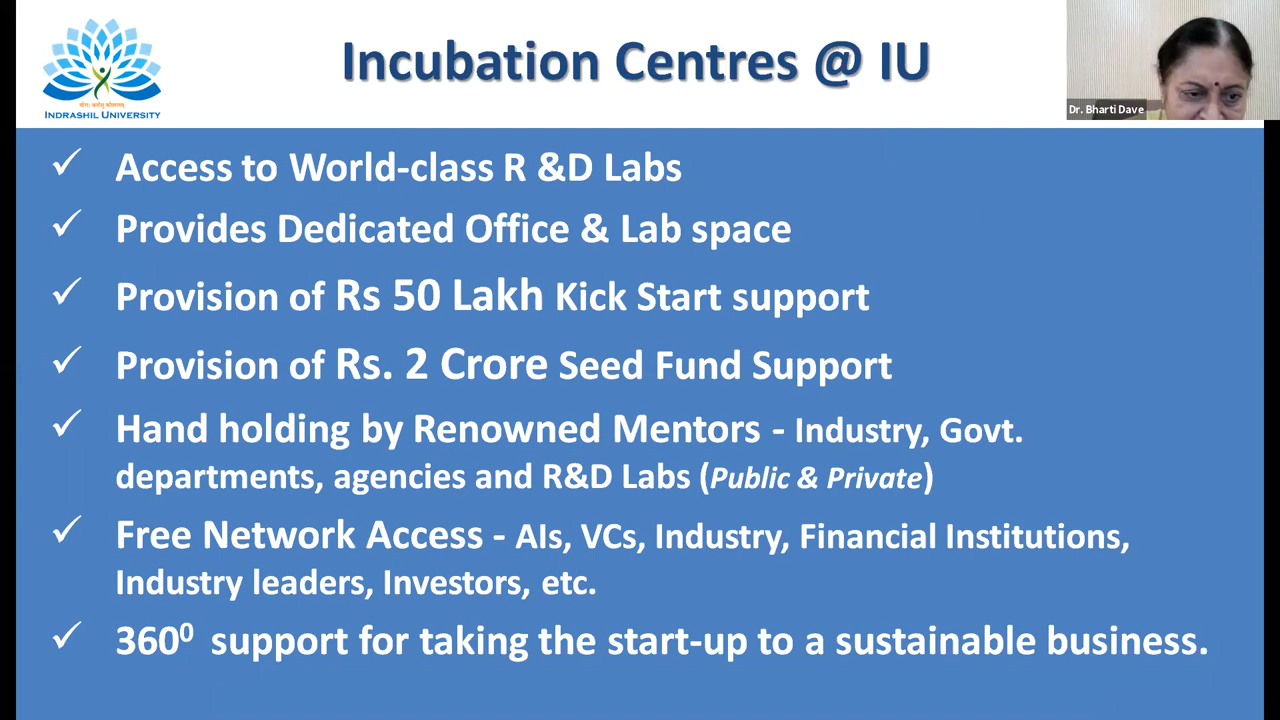 Incubation Centres @ IU
INDRASHIL UNIVERSITY
Dr. Bharti Dave
✓ Access to World-class R &D Labs
✓ Provides Dedicated Office & Lab space
✓ Provision of Rs 50 Lakh Kick Start support
✓ Provision of Rs. 2 Crore Seed Fund Support
✓ Hand holding by Renowned Mentors - Industry, Govt.
departments, agencies and R&D Labs (Public & Private)
✓ Free Network Access - AIs, VCs, Industry, Financial Institutions,
Industry leaders, Investors, etc.
✓ 360⁰ support for taking the start-up to a sustainable business.